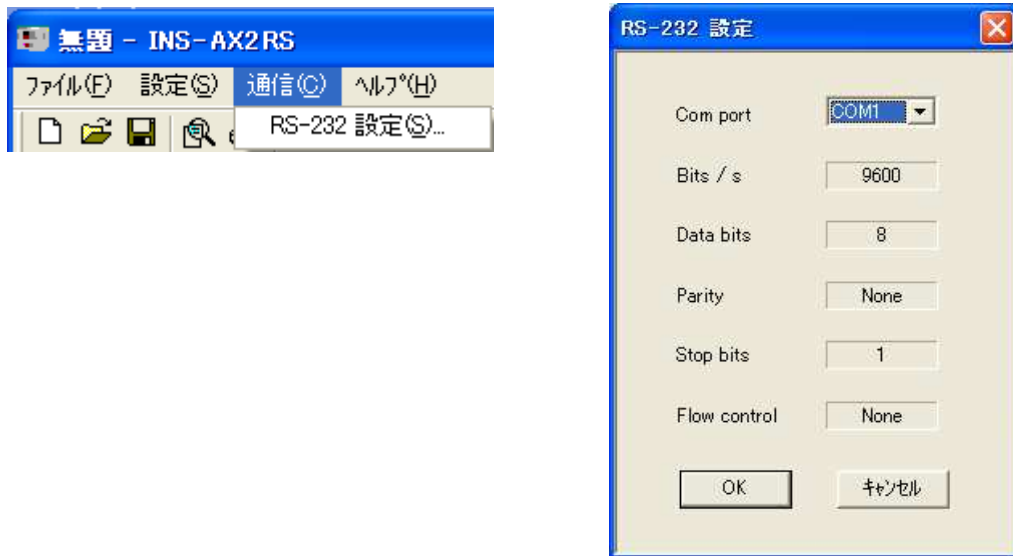 無題 - INS-AX2RS
ﾌｧｲﾙ(F) 設定(S) 通信(C) ﾍﾙﾌﾟ(H)
RS-232 設定(S)...
RS-232 設定
Com port COM1
Bits / s 9600
Data bits 8
Parity None
Stop bits 1
Flow control None
OK ｷｬﾝｾﾙ